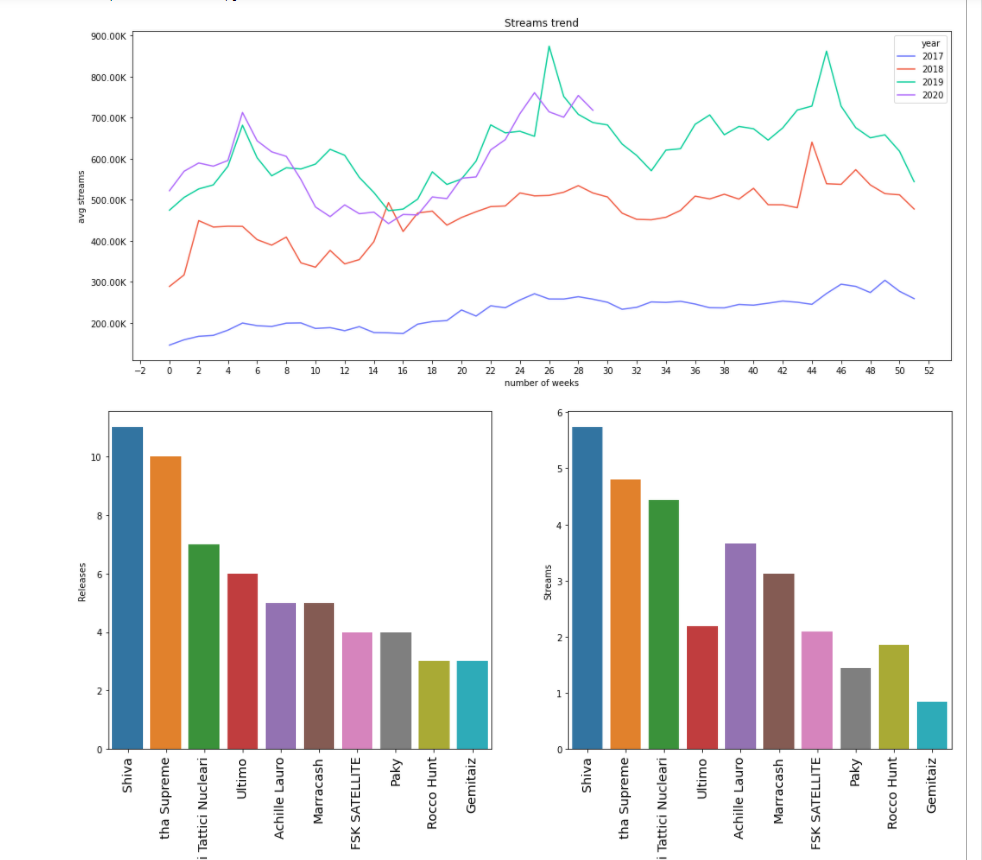 Streams trend
900.00K
800.00K
700.00K
600.00K
500.00K
400.00K
300.00K
200.00K
avg streams
year
2017
2018
2019
2020
−2 0 2 4 6 8 10 12 14 16 18 20 22 24 26 28 30 32 34 36 38 40 42 44 46 48 50 52
number of weeks
10
8
6
4
2
0
Releases
Shiva
tha Supreme
i Tattici Nucleari
Ultimo
Achille Lauro
Marracash
FSK SATELLITE
Paky
Rocco Hunt
Gemitaiz
6
5
4
3
2
1
0
Streams
Shiva
tha Supreme
i Tattici Nucleari
Ultimo
Achille Lauro
Marracash
FSK SATELLITE
Paky
Rocco Hunt
Gemitaiz